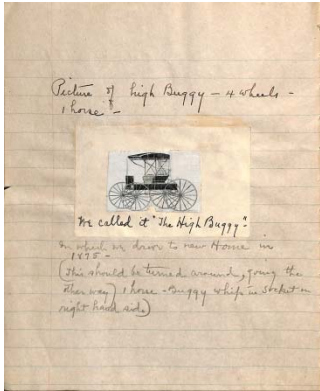 Picture of high Buggy — 4 wheels -
1 horse -
We called it "The High Buggy"-
In which we drove to new Home in
1875 -
(This should be turned around, going the
other way) 1 horse - Buggy whip in Socket on
right hand side)